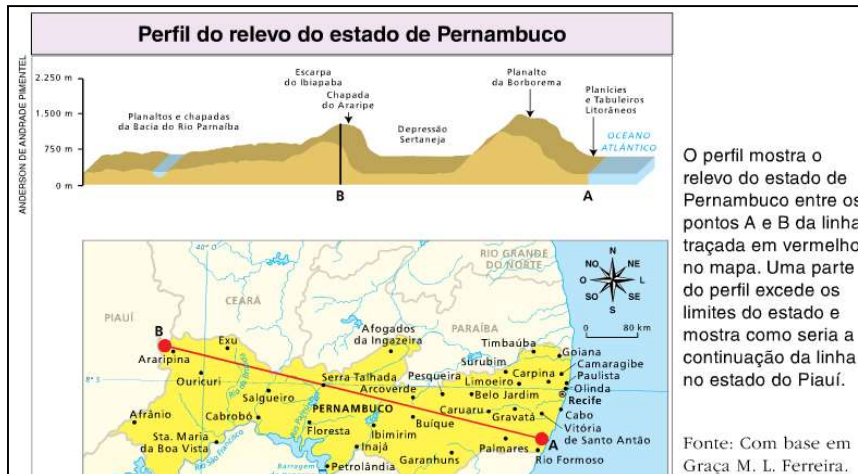 Perfil do relevo do estado de Pernambuco
ANDERSON DE ANDRADE PIMENTEL
2.250 m
1.500 m
750 m
0 m
Planaltos e chapadas
da Bacia do Rio Parnaíba
Escarpa
do Ibiapaba
Chapada
do Araripe
Depressão
Sertaneja
Planalto
da Borborema
Planícies
e Tabuleiros
Litorâneos
OCEANO
ATLÂNTICO
B
A
O perfil mostra o
relevo do estado de
Pernambuco entre os
pontos A e B da linha
traçada em vermelho
no mapa. Uma parte
do perfil excede os
limites do estado e
mostra como seria a
continuação da linha
no estado do Piauí.
40° O
RIO GRANDE
DO NORTE
N
NO NE
O L
SO SE
S
0 80 km
CEARÁ
PIAUÍ
PARAÍBA
B
Araripina
Exu
Afogados
da Ingazeira
Timbaúba
Goiana
Surubim
Camaragibe
8° S
Ouricuri
Serra Talhada
Pesqueira
Limoeiro
Carpina
Paulista
Olinda
Arcoverde
Belo Jardim
Recife
Salgueiro
PERNAMBUCO
Caruaru
Gravatá
Cabo
Afrânio
Cabrobó
Floresta
Ibimirim
Buíque
Vitória
de Santo Antão
Sta. Maria
da Boa Vista
Rio São Francisco
Inajá
A
Palmares
Rio Formoso
Barragem
Petrolândia
Garanhuns
Fonte: Com base em
Graça M. L. Ferreira.